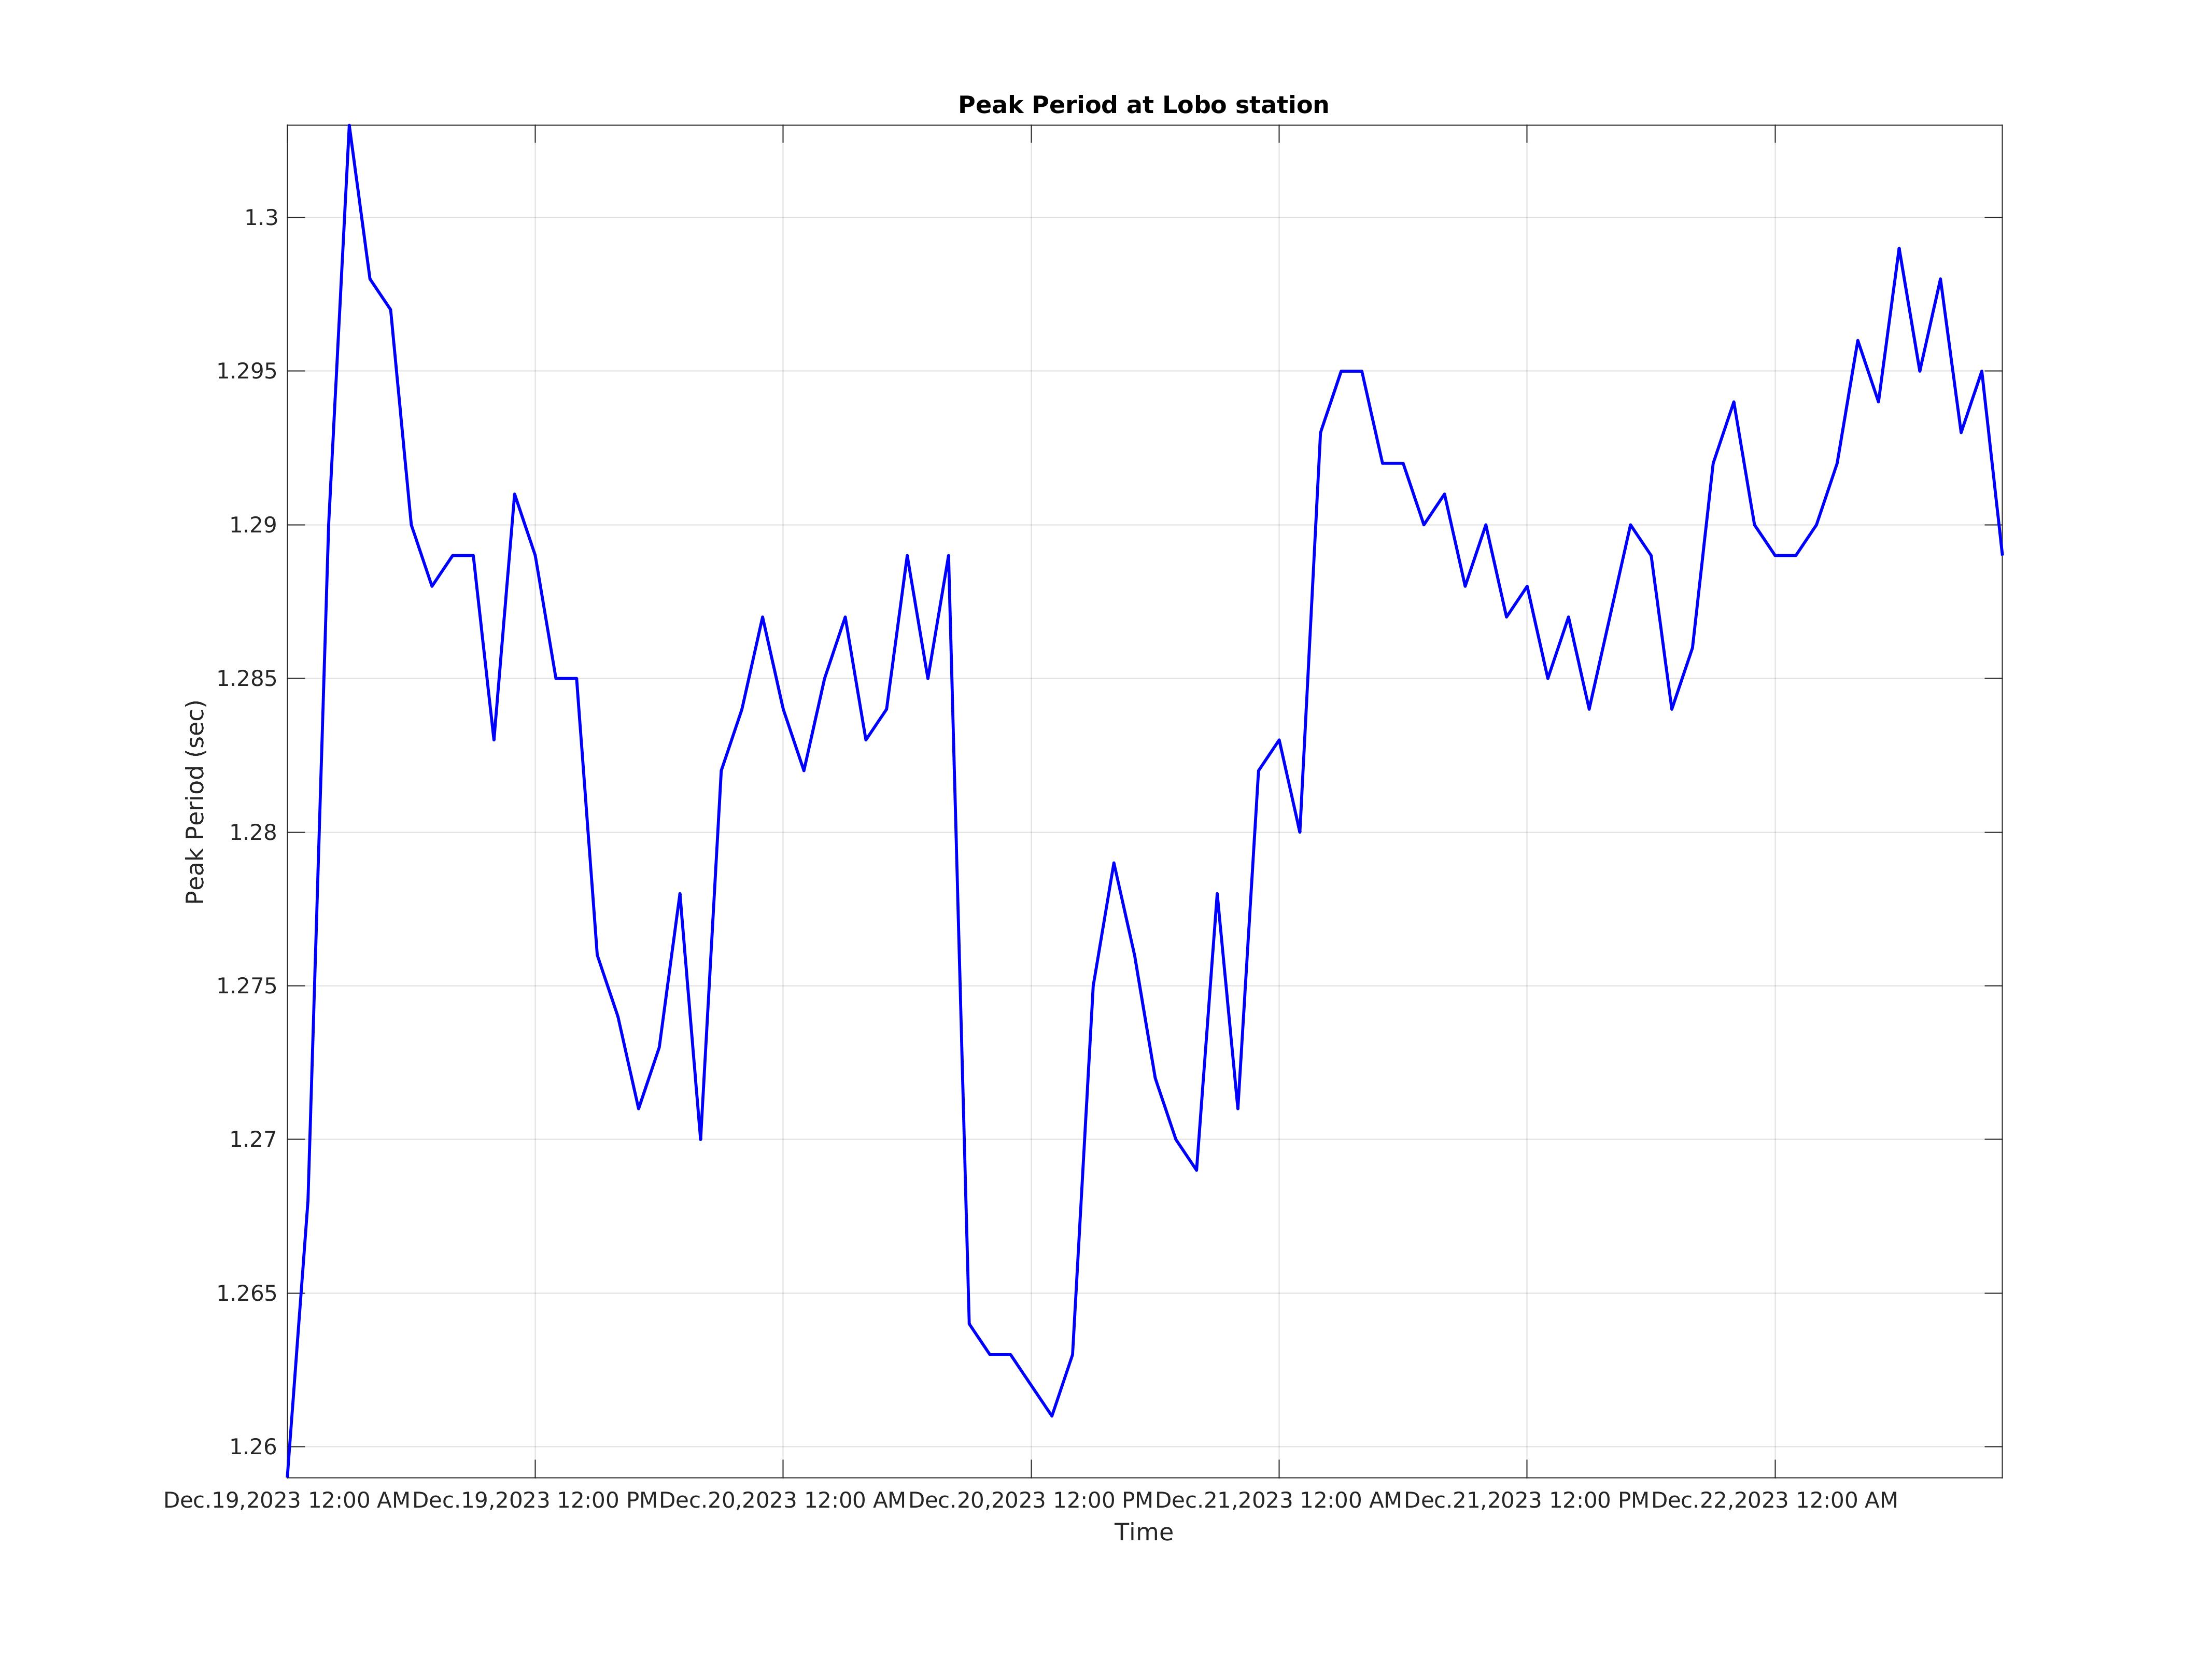 Peak Period at Lobo station
1.3
1.295
1.29
1.285
1.28
1.275
1.27
1.265
1.26
Peak Period (sec)
Dec.19,2023 12:00 AM Dec.19,2023 12:00 PM Dec.20,2023 12:00 AM Dec.20,2023 12:00 PM Dec.21,2023 12:00 AM Dec.21,2023 12:00 PM Dec.22,2023 12:00 AM
Time